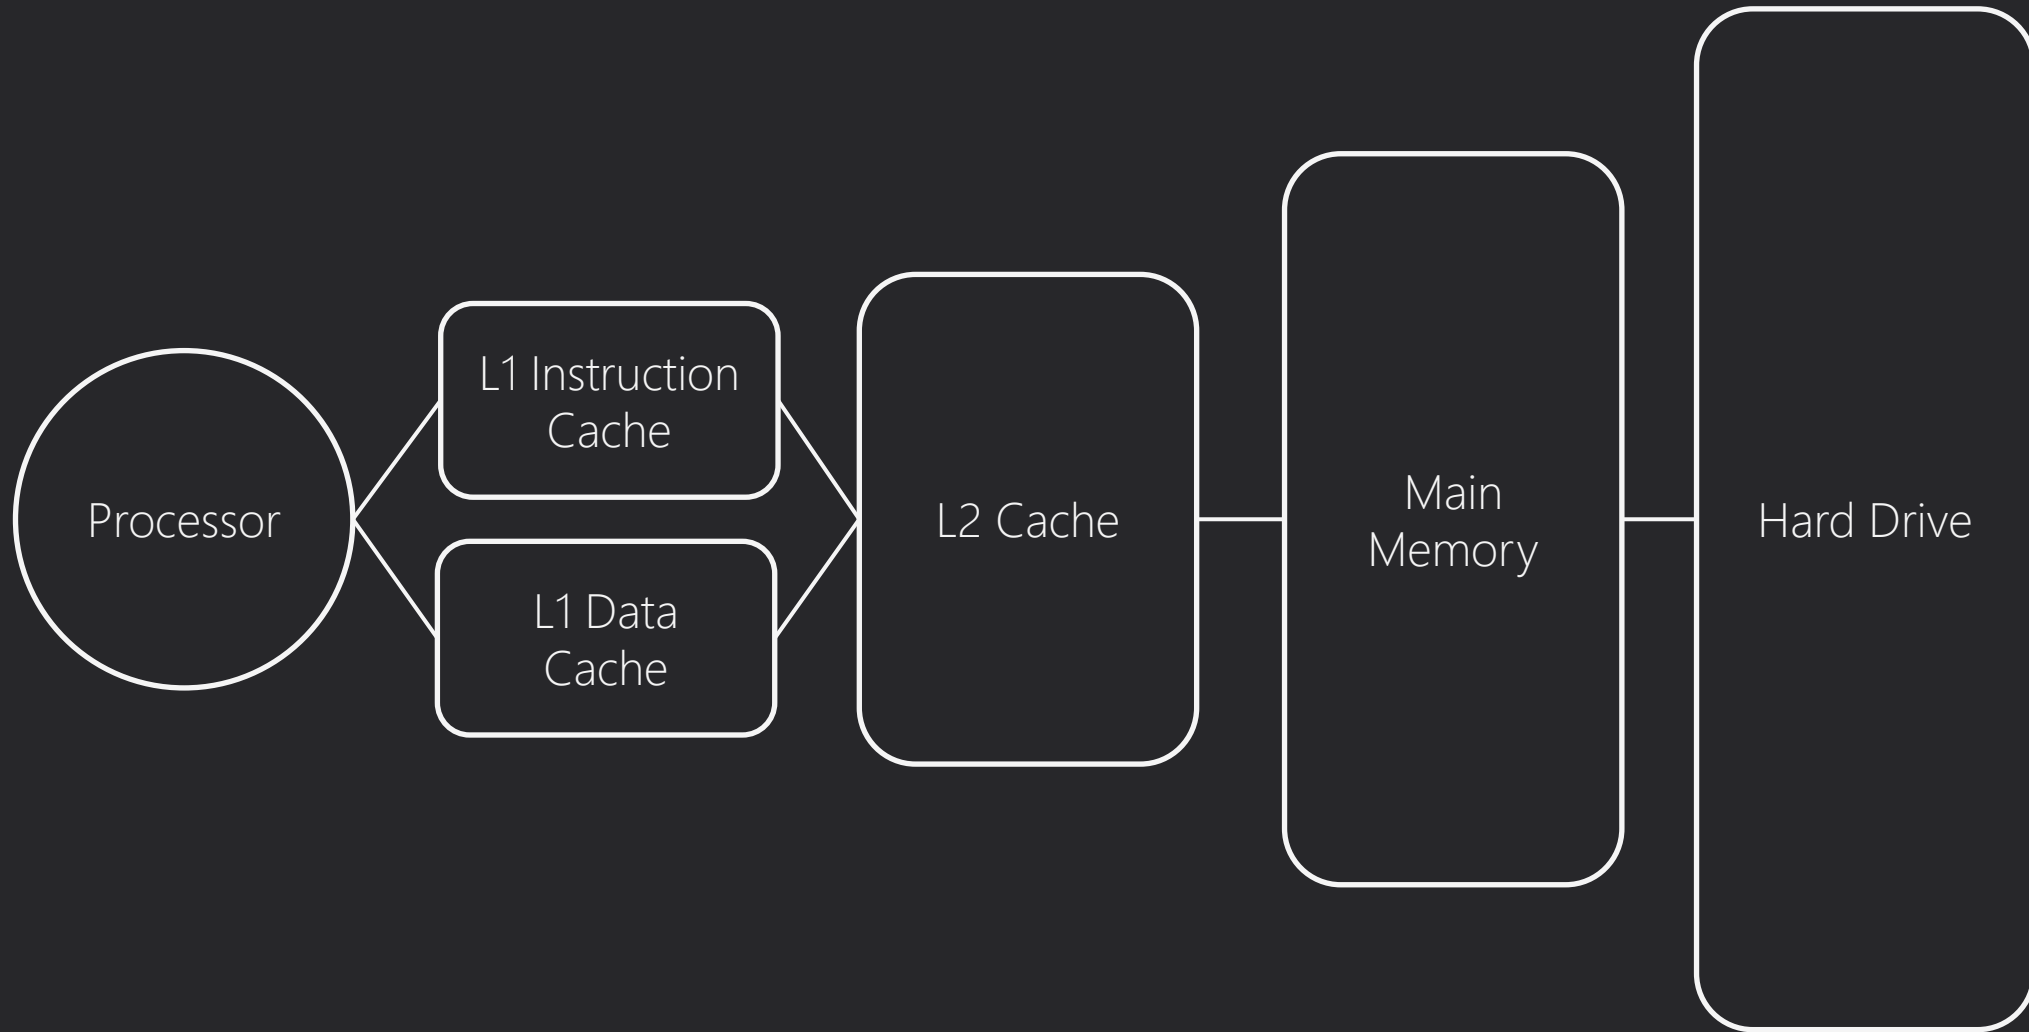 Processor
L1 Instruction
Cache
L1 Data
Cache
L2 Cache
Main
Memory
Hard Drive